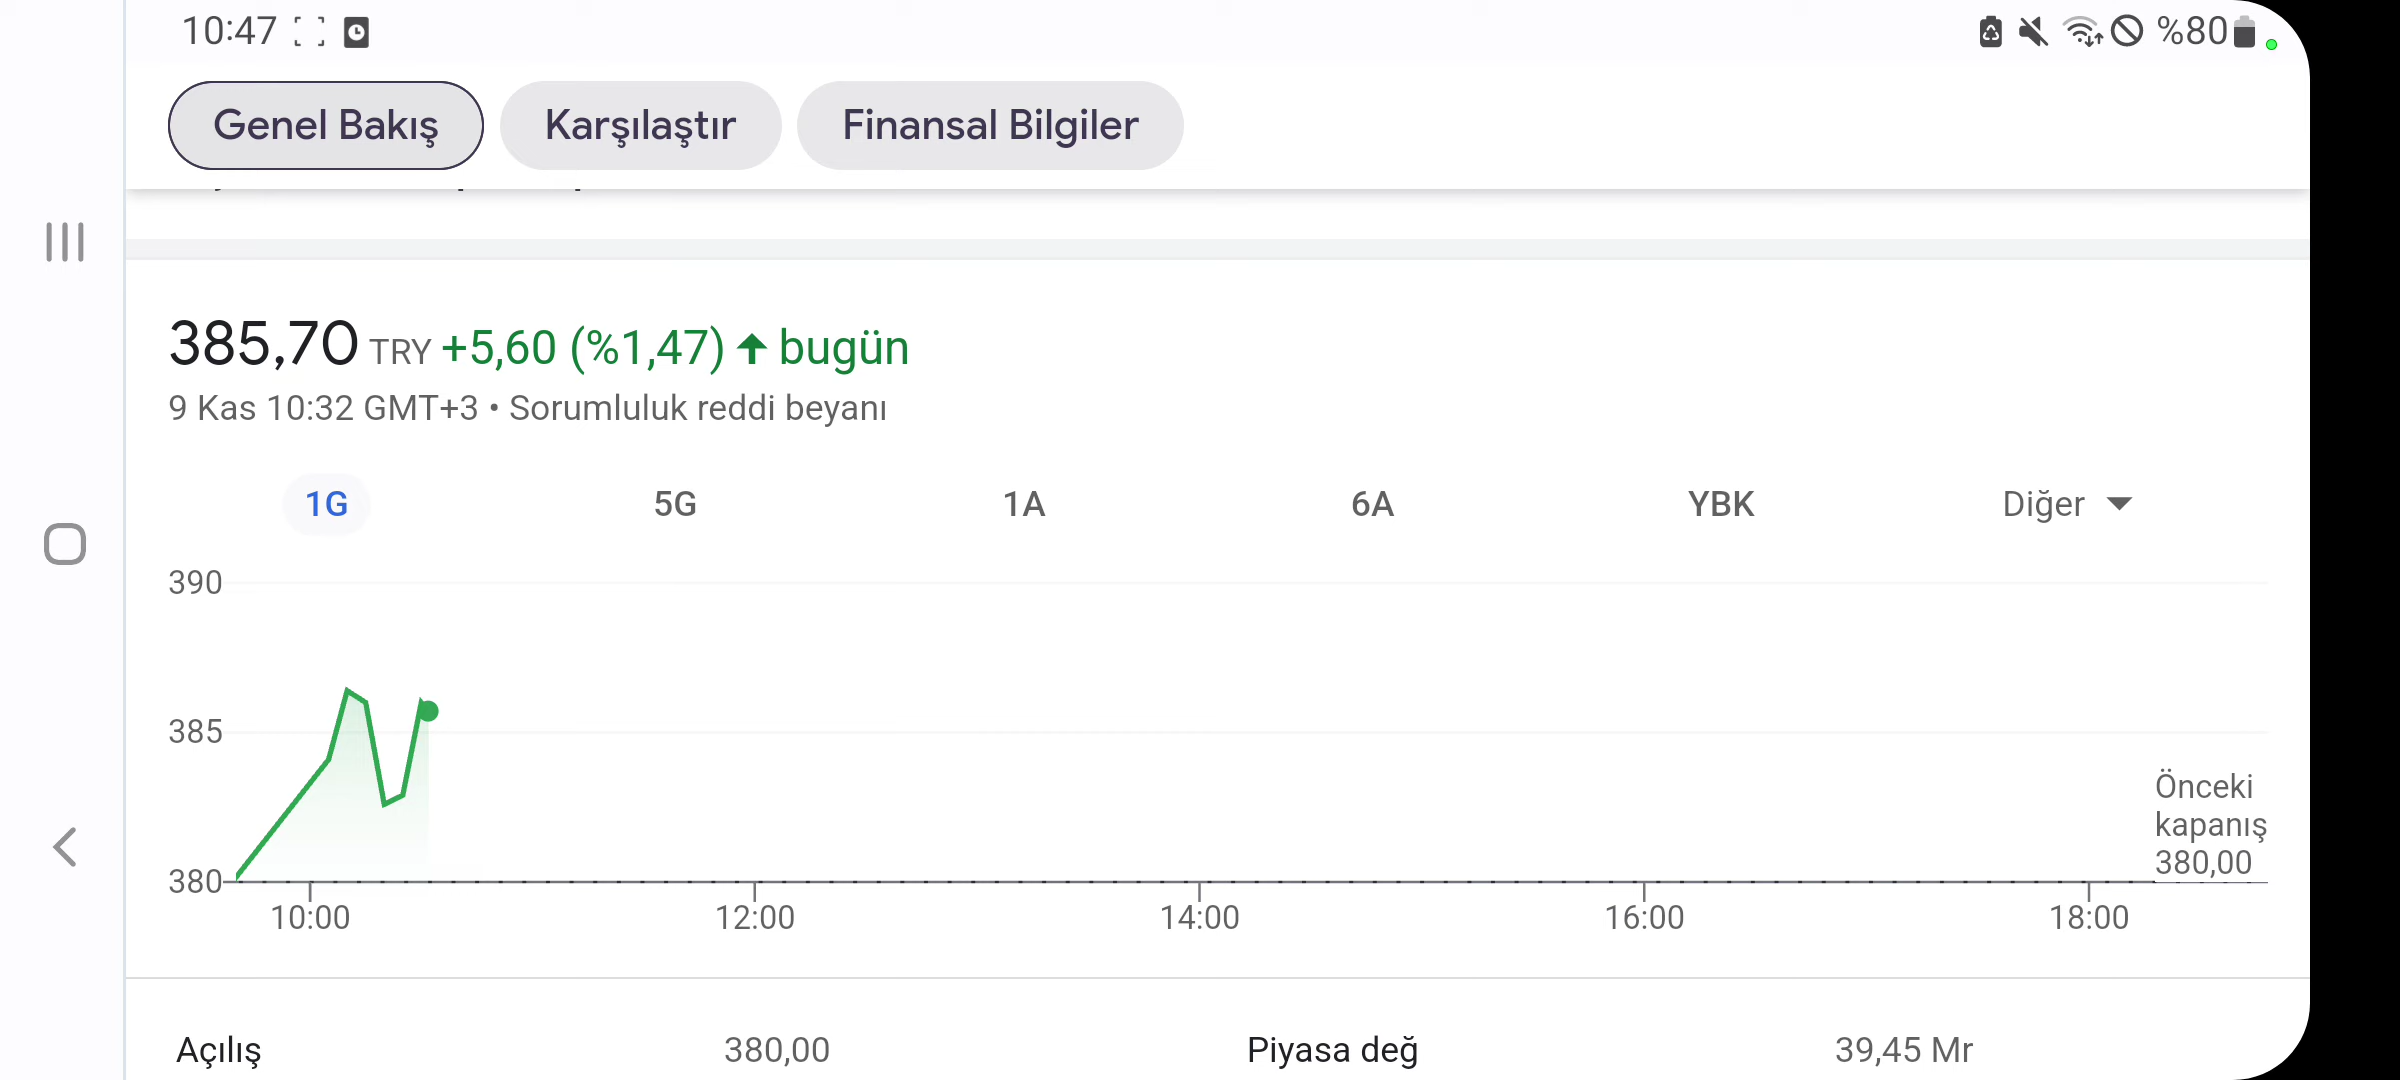 10:47 %80
Genel Bakış Karşılaştır Finansal Bilgiler
385,70 TRY +5,60 (%1,47) ↑ bugün
9 Kas 10:32 GMT+3 • Sorumluluk reddi beyanı
1G 5G 1A 6A YBK Diğer
390
385
Önceki
kapanış
380,00
380
10:00 12:00 14:00 16:00 18:00
Açılış 380,00 Piyasa değ 39,45 Mr